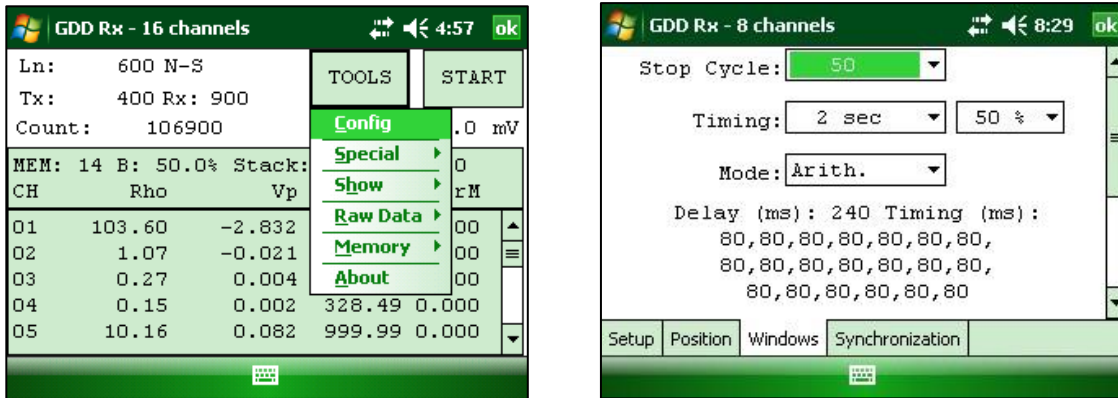 GDD Rx - 16 channels 4:57 ok
Ln: 600 N-S
Tx: 400 Rx: 900
Count: 106900 .0 mV
TOOLS START
Config
Special
Show
Raw Data
Memory
About
MEM: 14 B: 50.0% Stack: 0
CH Rho Vp rM
01 103.60 -2.832 00
02 1.07 -0.021 00
03 0.27 0.004 00
04 0.15 0.002 328.49 0.000
05 10.16 0.082 999.99 0.000
GDD Rx - 8 channels 8:29 ok
Stop Cycle: 50
Timing: 2 sec 50 %
Mode: Arith.
Delay (ms): 240 Timing (ms):
80,80,80,80,80,80,80,
80,80,80,80,80,80,80,
80,80,80,80,80,80
Setup Position Windows Synchronization